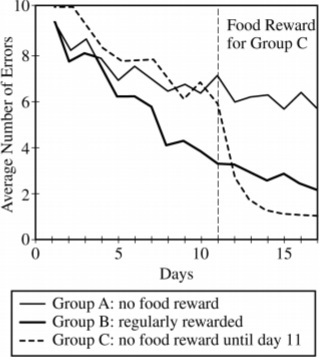 10
8
6
4
2
0
Average Number of Errors
Food Reward
for Group C
0
5
10
15
Days
Group A: no food reward
Group B: regularly rewarded
Group C: no food reward until day 11